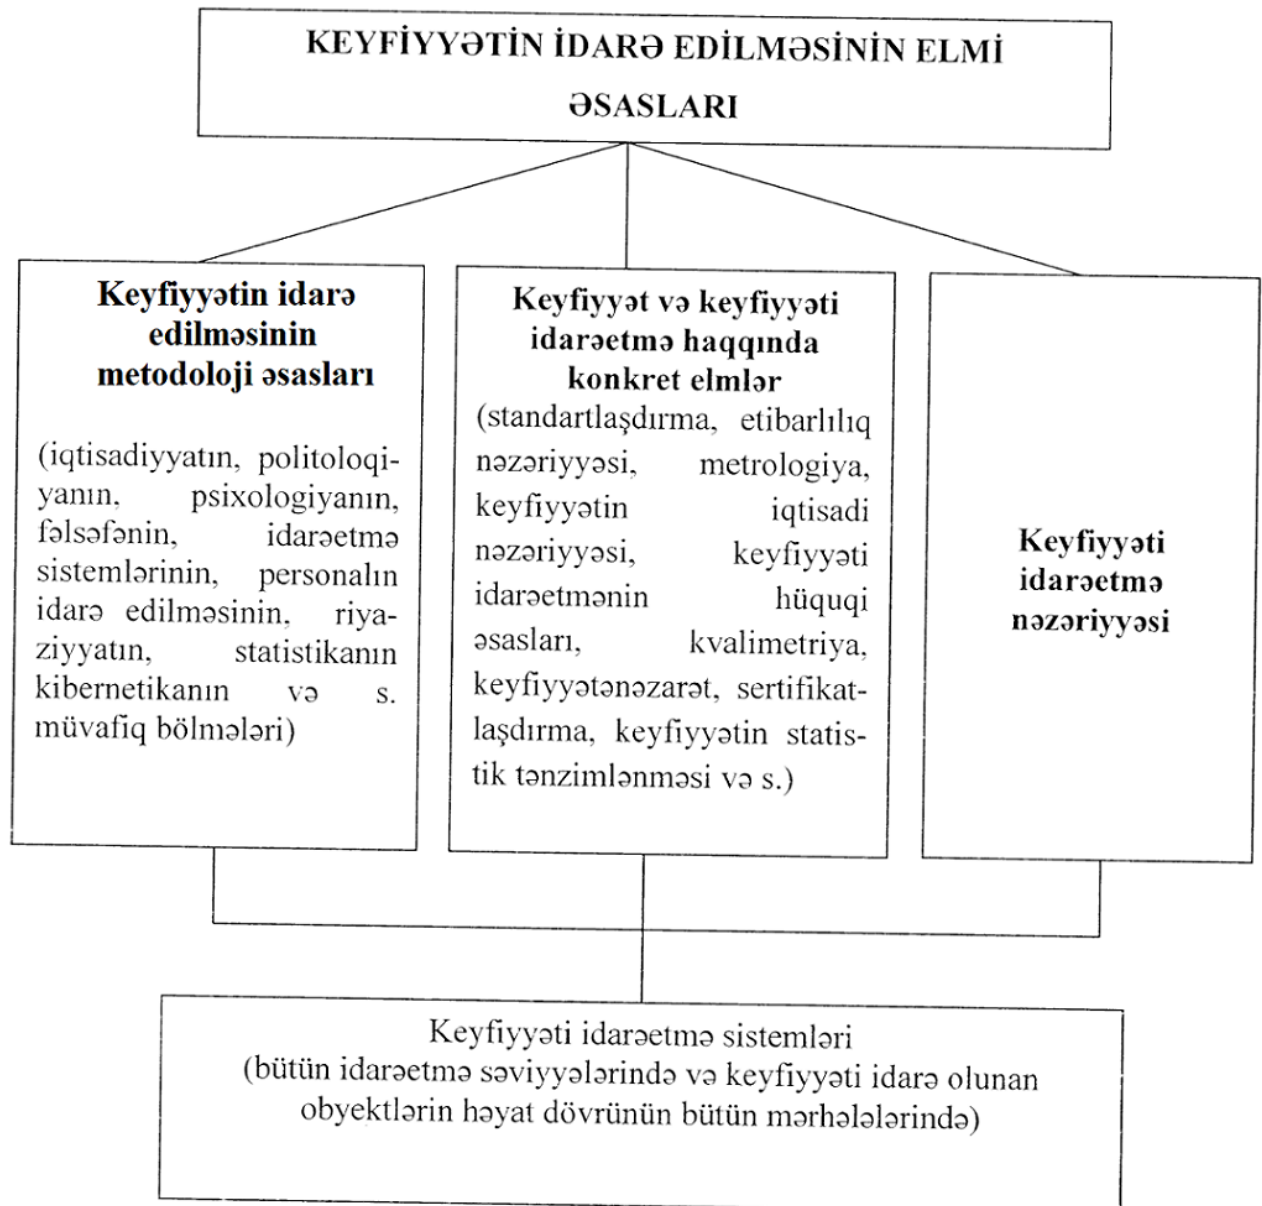 KEYFİYYƏTİN İDARƏ EDİLMƏSİNİN ELMİ
ƏSASLARI
Keyfiyyətin idarə
edilməsinin
metodoloji əsasları
(iqtisadiyyatın, politoloqi-
yanın, psixologiyanın,
fəlsəfənin, idarəetmə
sistemlərinin, personalın
idarə edilməsinin, riya-
ziyyatın, statistikanın
kibernetikanın və s.
müvafiq bölmələri)
Keyfiyyət və keyfiyyəti
idarəetmə haqqında
konkret elmlər
(standartlaşdırma, etibarlılıq
nəzəriyyəsi, metrologiya,
keyfiyyətin iqtisadi
nəzəriyyəsi, keyfiyyəti
idarəetmənin hüquqi
əsasları, kvalimetriya,
keyfiyyətənəzarət, sertifikat-
laşdırma, keyfiyyətin statis-
tik tənzimlənməsi və s.)
Keyfiyyəti
idarəetmə
nəzəriyyəsi
Keyfiyyəti idarəetmə sistemləri
(bütün idarəetmə səviyyələrində və keyfiyyəti idarə olunan
obyektlərin həyat dövrünün bütün mərhələlərində)